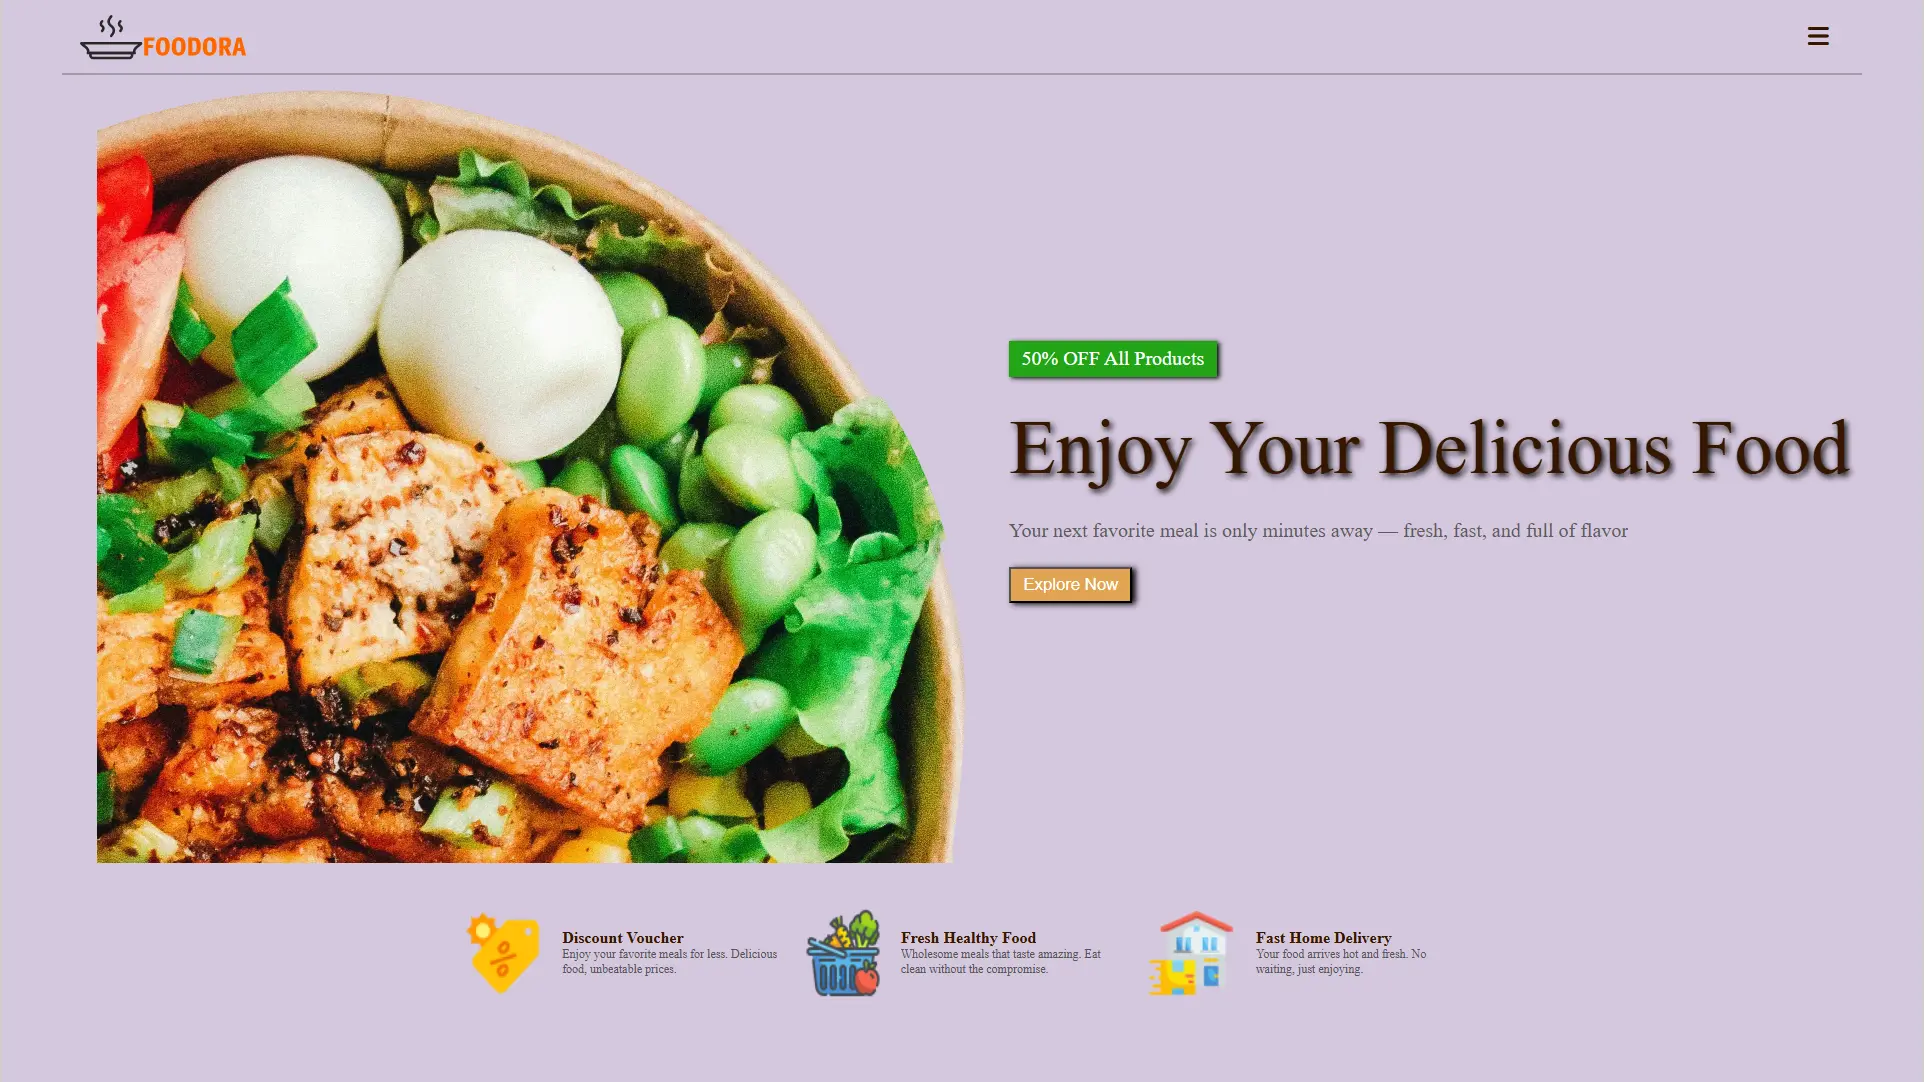 FOODORA
50% OFF All Products
Enjoy Your Delicious Food
Your next favorite meal is only minutes away — fresh, fast, and full of flavor
Explore Now
Discount Voucher
Enjoy your favorite meals for less. Delicious
food, unbeatable prices.
Fresh Healthy Food
Wholesome meals that taste amazing. Eat
clean without the compromise.
Fast Home Delivery
Your food arrives hot and fresh. No
waiting, just enjoying.